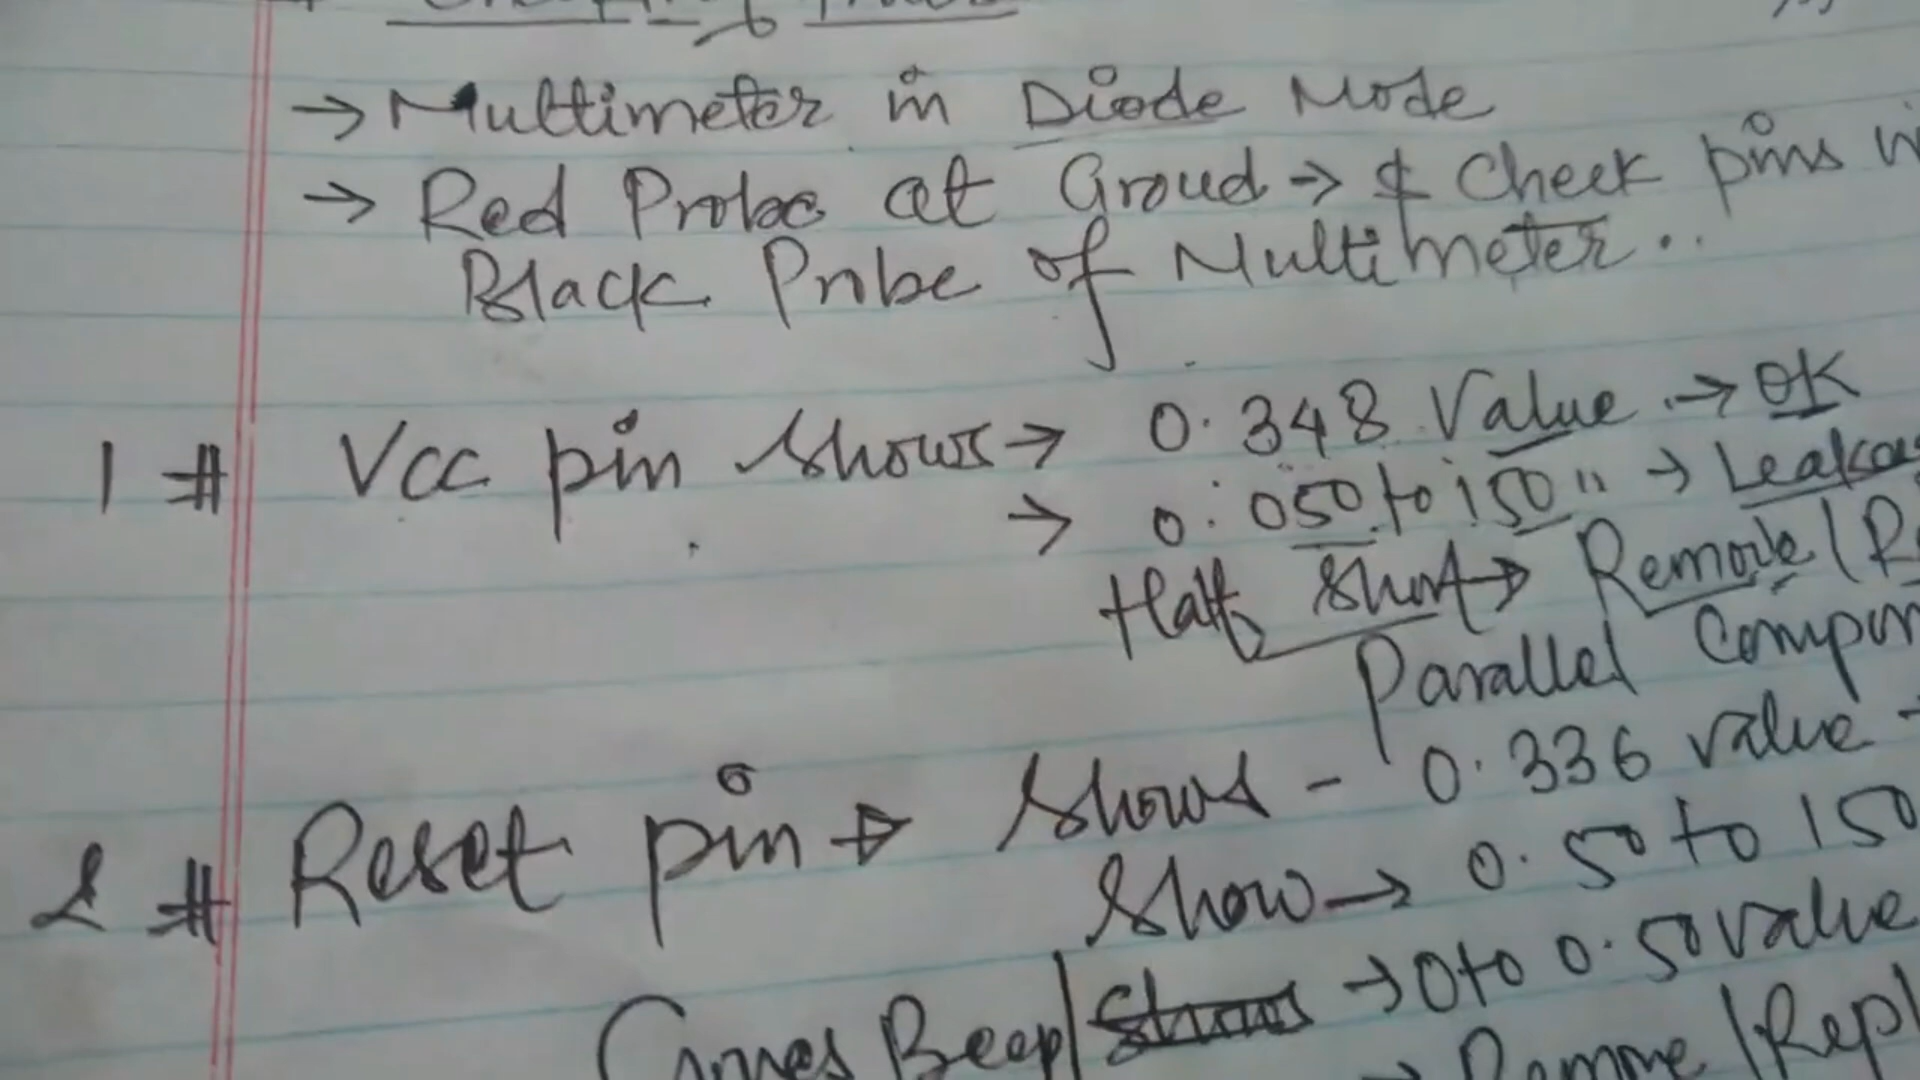 → Multimeter in Diode Mode
→ Red Probe at Groud → & Check pins
Black Probe of Multimeter..
1 # Vcc pin shows → 0.348 Value → OK
→ 0.050 to 150 " →
Half Short → Remove /
Parallel
2 # Reset pin → shows - 0.336 value
Show → 0.50 to 150
Comes Beep / → 0 to 0.50 value
→ Remove /